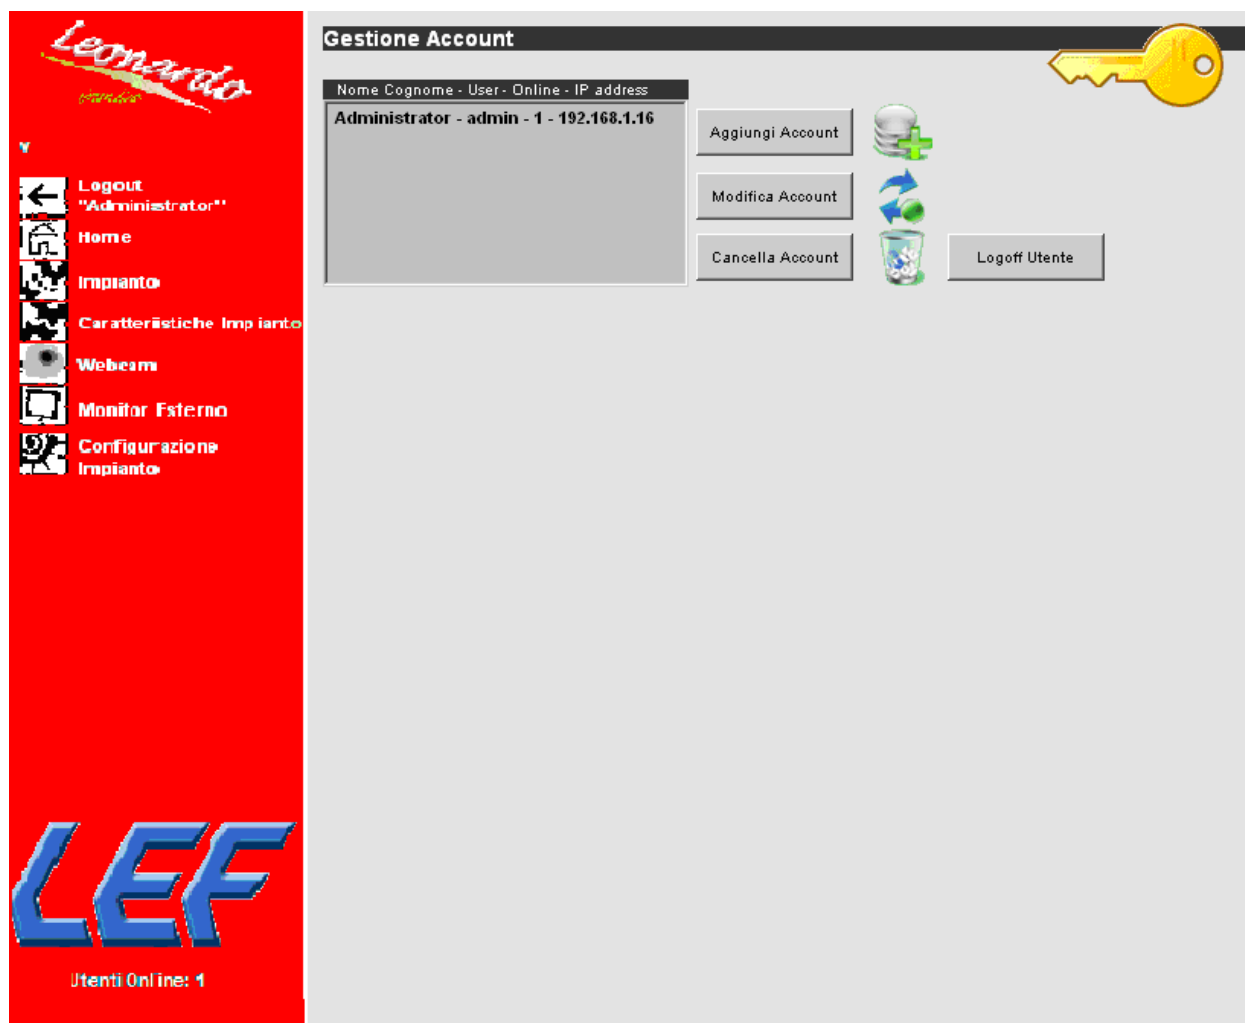 Leonardo
Logout
"Administrator"
Home
Impianto
Caratteristiche Impianto
Webcam
Monitor Esterno
Configurazione
Impianto
LEF
Utenti Online: 1
Gestione Account
Nome Cognome - User - Online - IP address
Administrator - admin - 1 - 192.168.1.16
Aggiungi Account
Modifica Account
Cancella Account
Logoff Utente